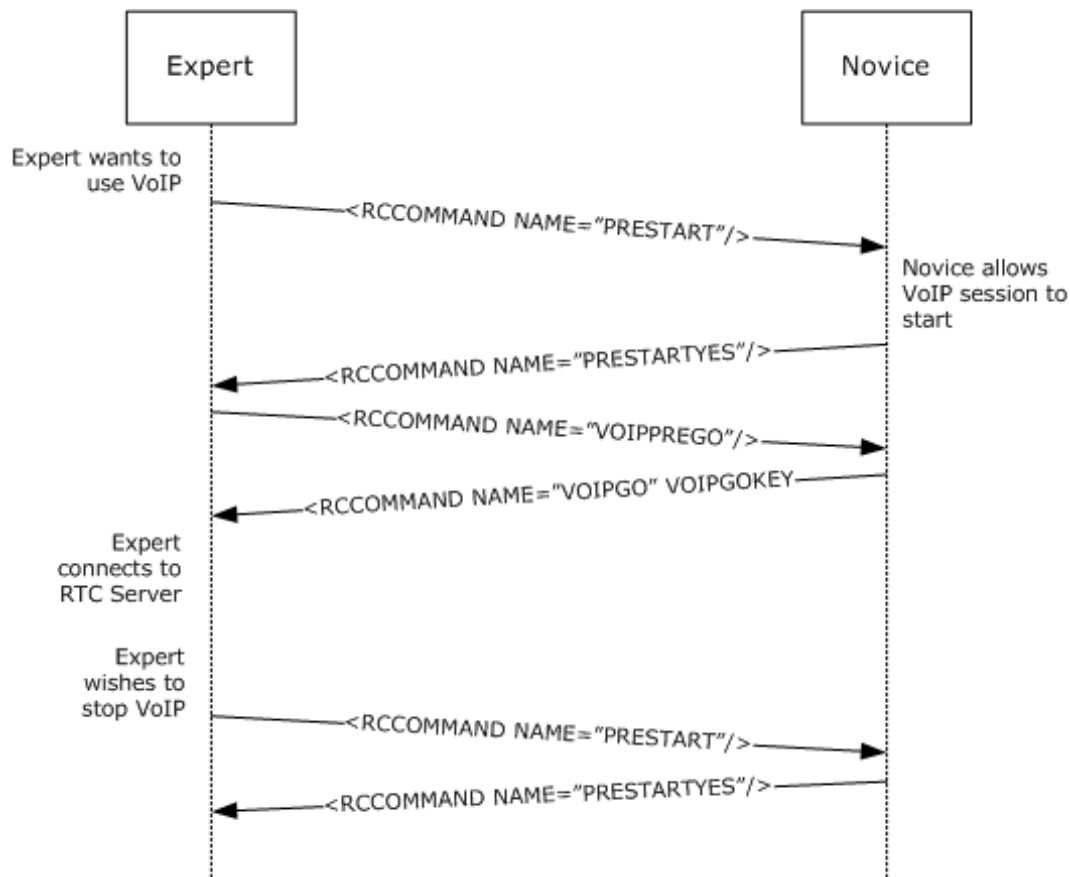 Expert
Novice
Expert wants to
use VoIP
<RCCOMMAND NAME="PRESTART"/>
Novice allows
VoIP session to
start
<RCCOMMAND NAME="PRESTARTYES"/>
<RCCOMMAND NAME="VOIPPREGO"/>
<RCCOMMAND NAME="VOIPGO" VOIPGOKEY
Expert
connects to
RTC Server
Expert
wishes to
stop VoIP
<RCCOMMAND NAME="PRESTART"/>
<RCCOMMAND NAME="PRESTARTYES"/>